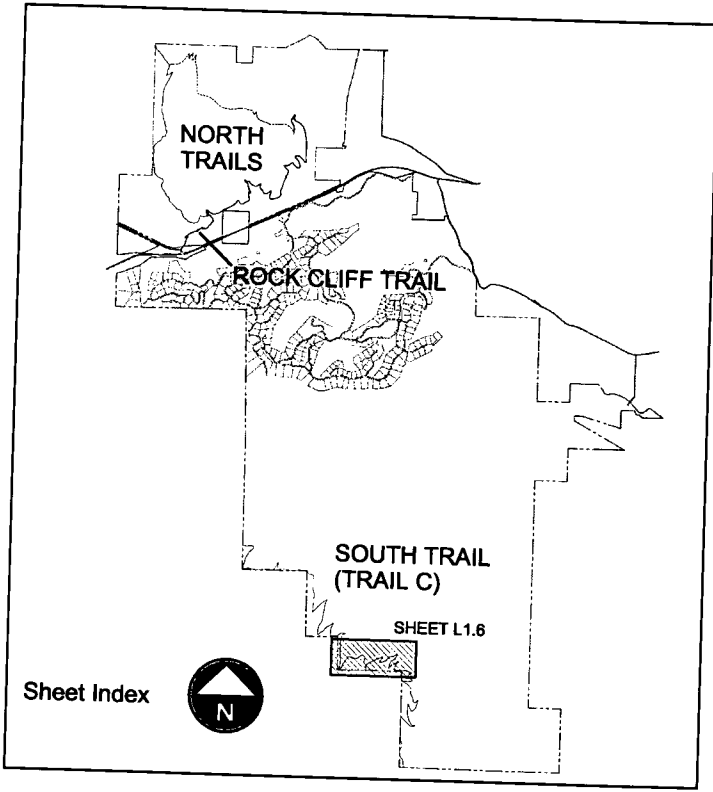 NORTH
TRAILS
ROCK CLIFF TRAIL
SOUTH TRAIL
(TRAIL C)
SHEET L1.6
Sheet Index
N